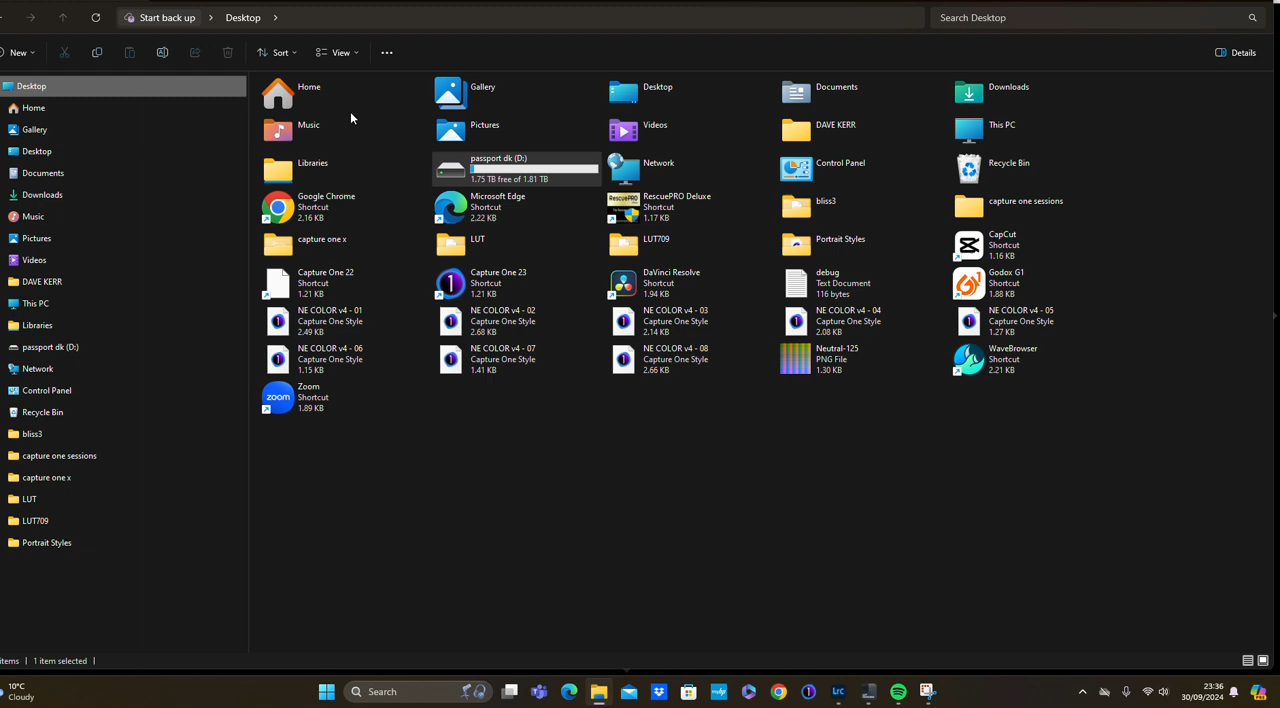 Start back up
Desktop
Search Desktop
New
Sort
View
Details
Desktop
Home
Gallery
Desktop
Documents
Downloads
Music
Pictures
Videos
DAVE KERR
This PC
Libraries
passport dk (D:)
Network
Control Panel
Recycle Bin
bliss3
capture one sessions
capture one x
LUT
LUT709
Portrait Styles
Home
Gallery
Desktop
Documents
Downloads
Music
Pictures
Videos
DAVE KERR
This PC
Libraries
passport dk (D:)
1.75 TB free of 1.81 TB
Network
Control Panel
Recycle Bin
Google Chrome
Shortcut
2.16 KB
Microsoft Edge
Shortcut
2.22 KB
RescuePRO
RescuePRO Deluxe
Shortcut
1.17 KB
bliss3
capture one sessions
capture one x
LUT
LUT709
Portrait Styles
CapCut
Shortcut
1.16 KB
Capture One 22
Shortcut
1.21 KB
Capture One 23
Shortcut
1.21 KB
DaVinci Resolve
Shortcut
1.94 KB
debug
Text Document
116 bytes
Godox G1
Shortcut
1.88 KB
NE COLOR v4 - 01
Capture One Style
2.49 KB
NE COLOR v4 - 02
Capture One Style
2.68 KB
NE COLOR v4 - 03
Capture One Style
2.14 KB
NE COLOR v4 - 04
Capture One Style
2.08 KB
NE COLOR v4 - 05
Capture One Style
1.27 KB
NE COLOR v4 - 06
Capture One Style
1.15 KB
NE COLOR v4 - 07
Capture One Style
1.41 KB
NE COLOR v4 - 08
Capture One Style
2.66 KB
Neutral-125
PNG File
1.30 KB
WaveBrowser
Shortcut
2.21 KB
zoom
Zoom
Shortcut
1.89 KB
items
1 item selected
10°C
Cloudy
Search
Lrc
23:36
30/09/2024